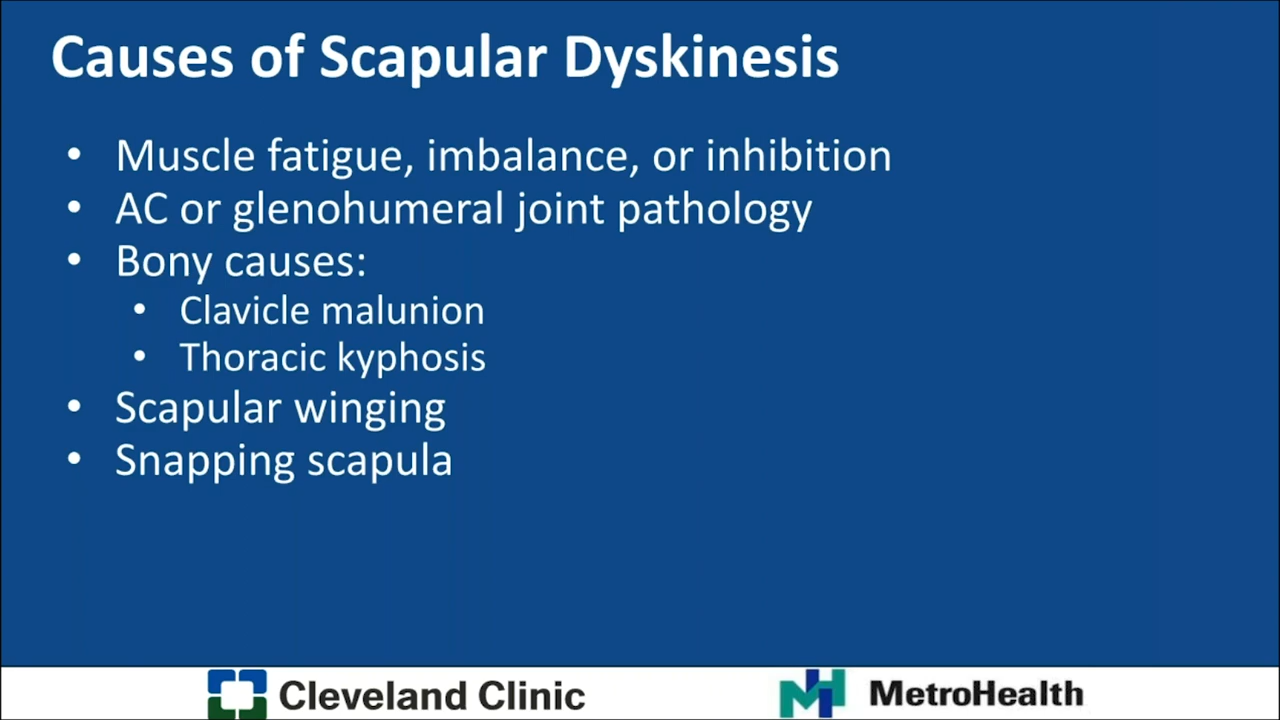 Causes of Scapular Dyskinesis
• Muscle fatigue, imbalance, or inhibition
• AC or glenohumeral joint pathology
• Bony causes:
• Clavicle malunion
• Thoracic kyphosis
• Scapular winging
• Snapping scapula
Cleveland Clinic
MetroHealth